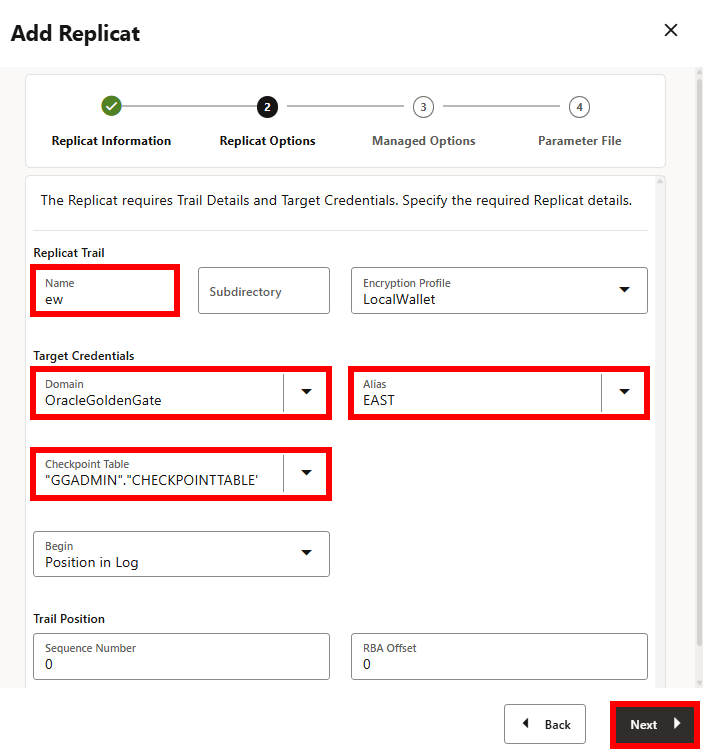 Add Replicat
2
3
4
Replicat Information
Replicat Options
Managed Options
Parameter File
The Replicat requires Trail Details and Target Credentials. Specify the required Replicat details.
Replicat Trail
Name
ew
Subdirectory
Encryption Profile
LocalWallet
Target Credentials
Domain
OracleGoldenGate
Alias
EAST
Checkpoint Table
"GGADMIN"."CHECKPOINTTABLE'
Begin
Position in Log
Trail Position
Sequence Number
0
RBA Offset
0
Back
Next